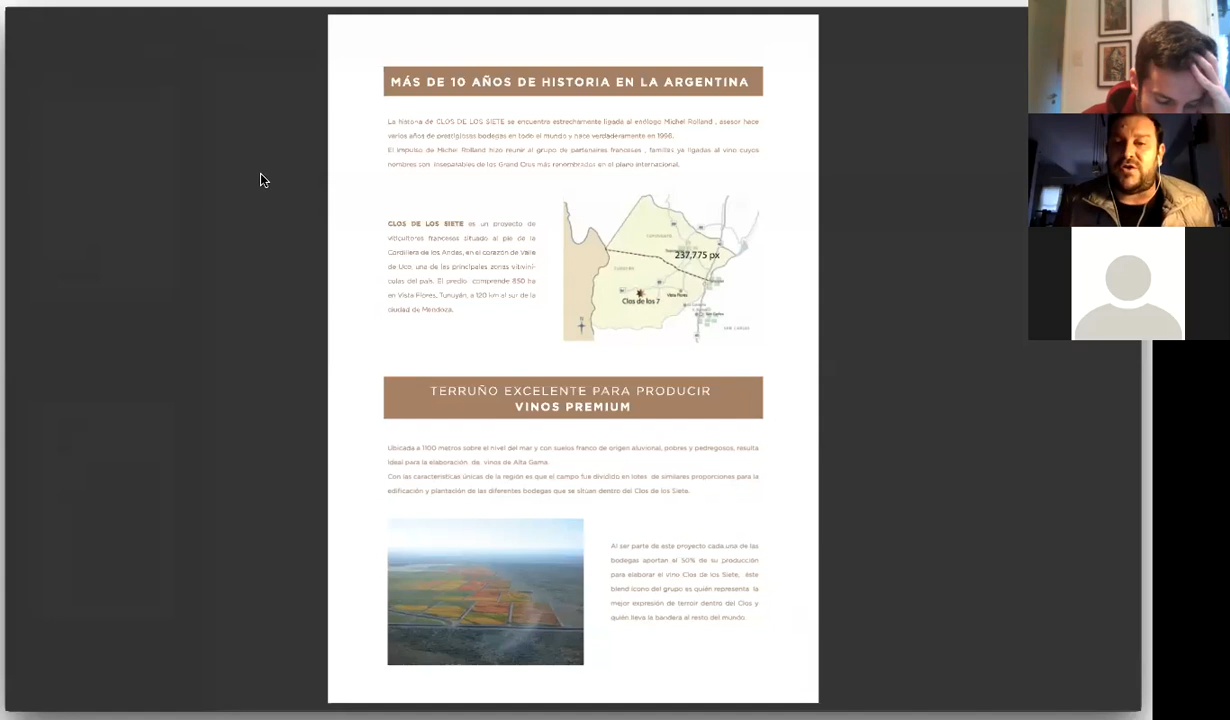 MÁS DE 10 AÑOS DE HISTORIA EN LA ARGENTINA
La historia de CLOS DE LOS SIETE se encuentra estrechamente ligada al enólogo Michel Rolland , asesor hace
varios años de prestigiosas bodegas en todo el mundo y nace verdaderamente en 1998.
El impulso de Michel Rolland hizo reunir al grupo de partenaires franceses , familias ya ligadas al vino cuyos
nombres son inseparables de los Grand Crus más renombrados en el plano internacional.
CLOS DE LOS SIETE es un proyecto de
viticultores franceses situado al pie de la
Cordillera de los Andes, en el corazón de Valle
de Uco, una de las principales zonas vitiviní-
colas del país. El predio comprende 850 ha
en Vista Flores, Tunuyán, a 120 km al sur de la
ciudad de Mendoza.
237,775 px
Vista Flores
Clos de los 7
N
SAN CARLOS
TERRUÑO EXCELENTE PARA PRODUCIR
VINOS PREMIUM
Ubicada a 1100 metros sobre el nivel del mar y con suelos franco de origen aluvional, pobres y pedregosos, resulta
ideal para la elaboración de vinos de Alta Gama.
Con las características únicas de la región es que el campo fue dividido en lotes de similares proporciones para la
edificación y plantación de las diferentes bodegas que se sitúan dentro del Clos de los Siete.
Al ser parte de este proyecto cada una de las
bodegas aportan el 50% de su producción
para elaborar el vino Clos de los Siete, éste
blend ícono del grupo es quién representa la
mejor expresión de terroir dentro del Clos y
quién lleva la bandera al resto del mundo